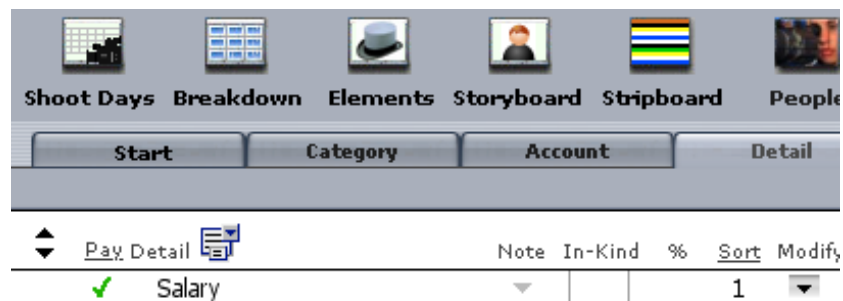 Shoot Days Breakdown Elements Storyboard Stripboard People
Start Category Account Detail
Pay Detail Note In-Kind % Sort Modify
Salary 1